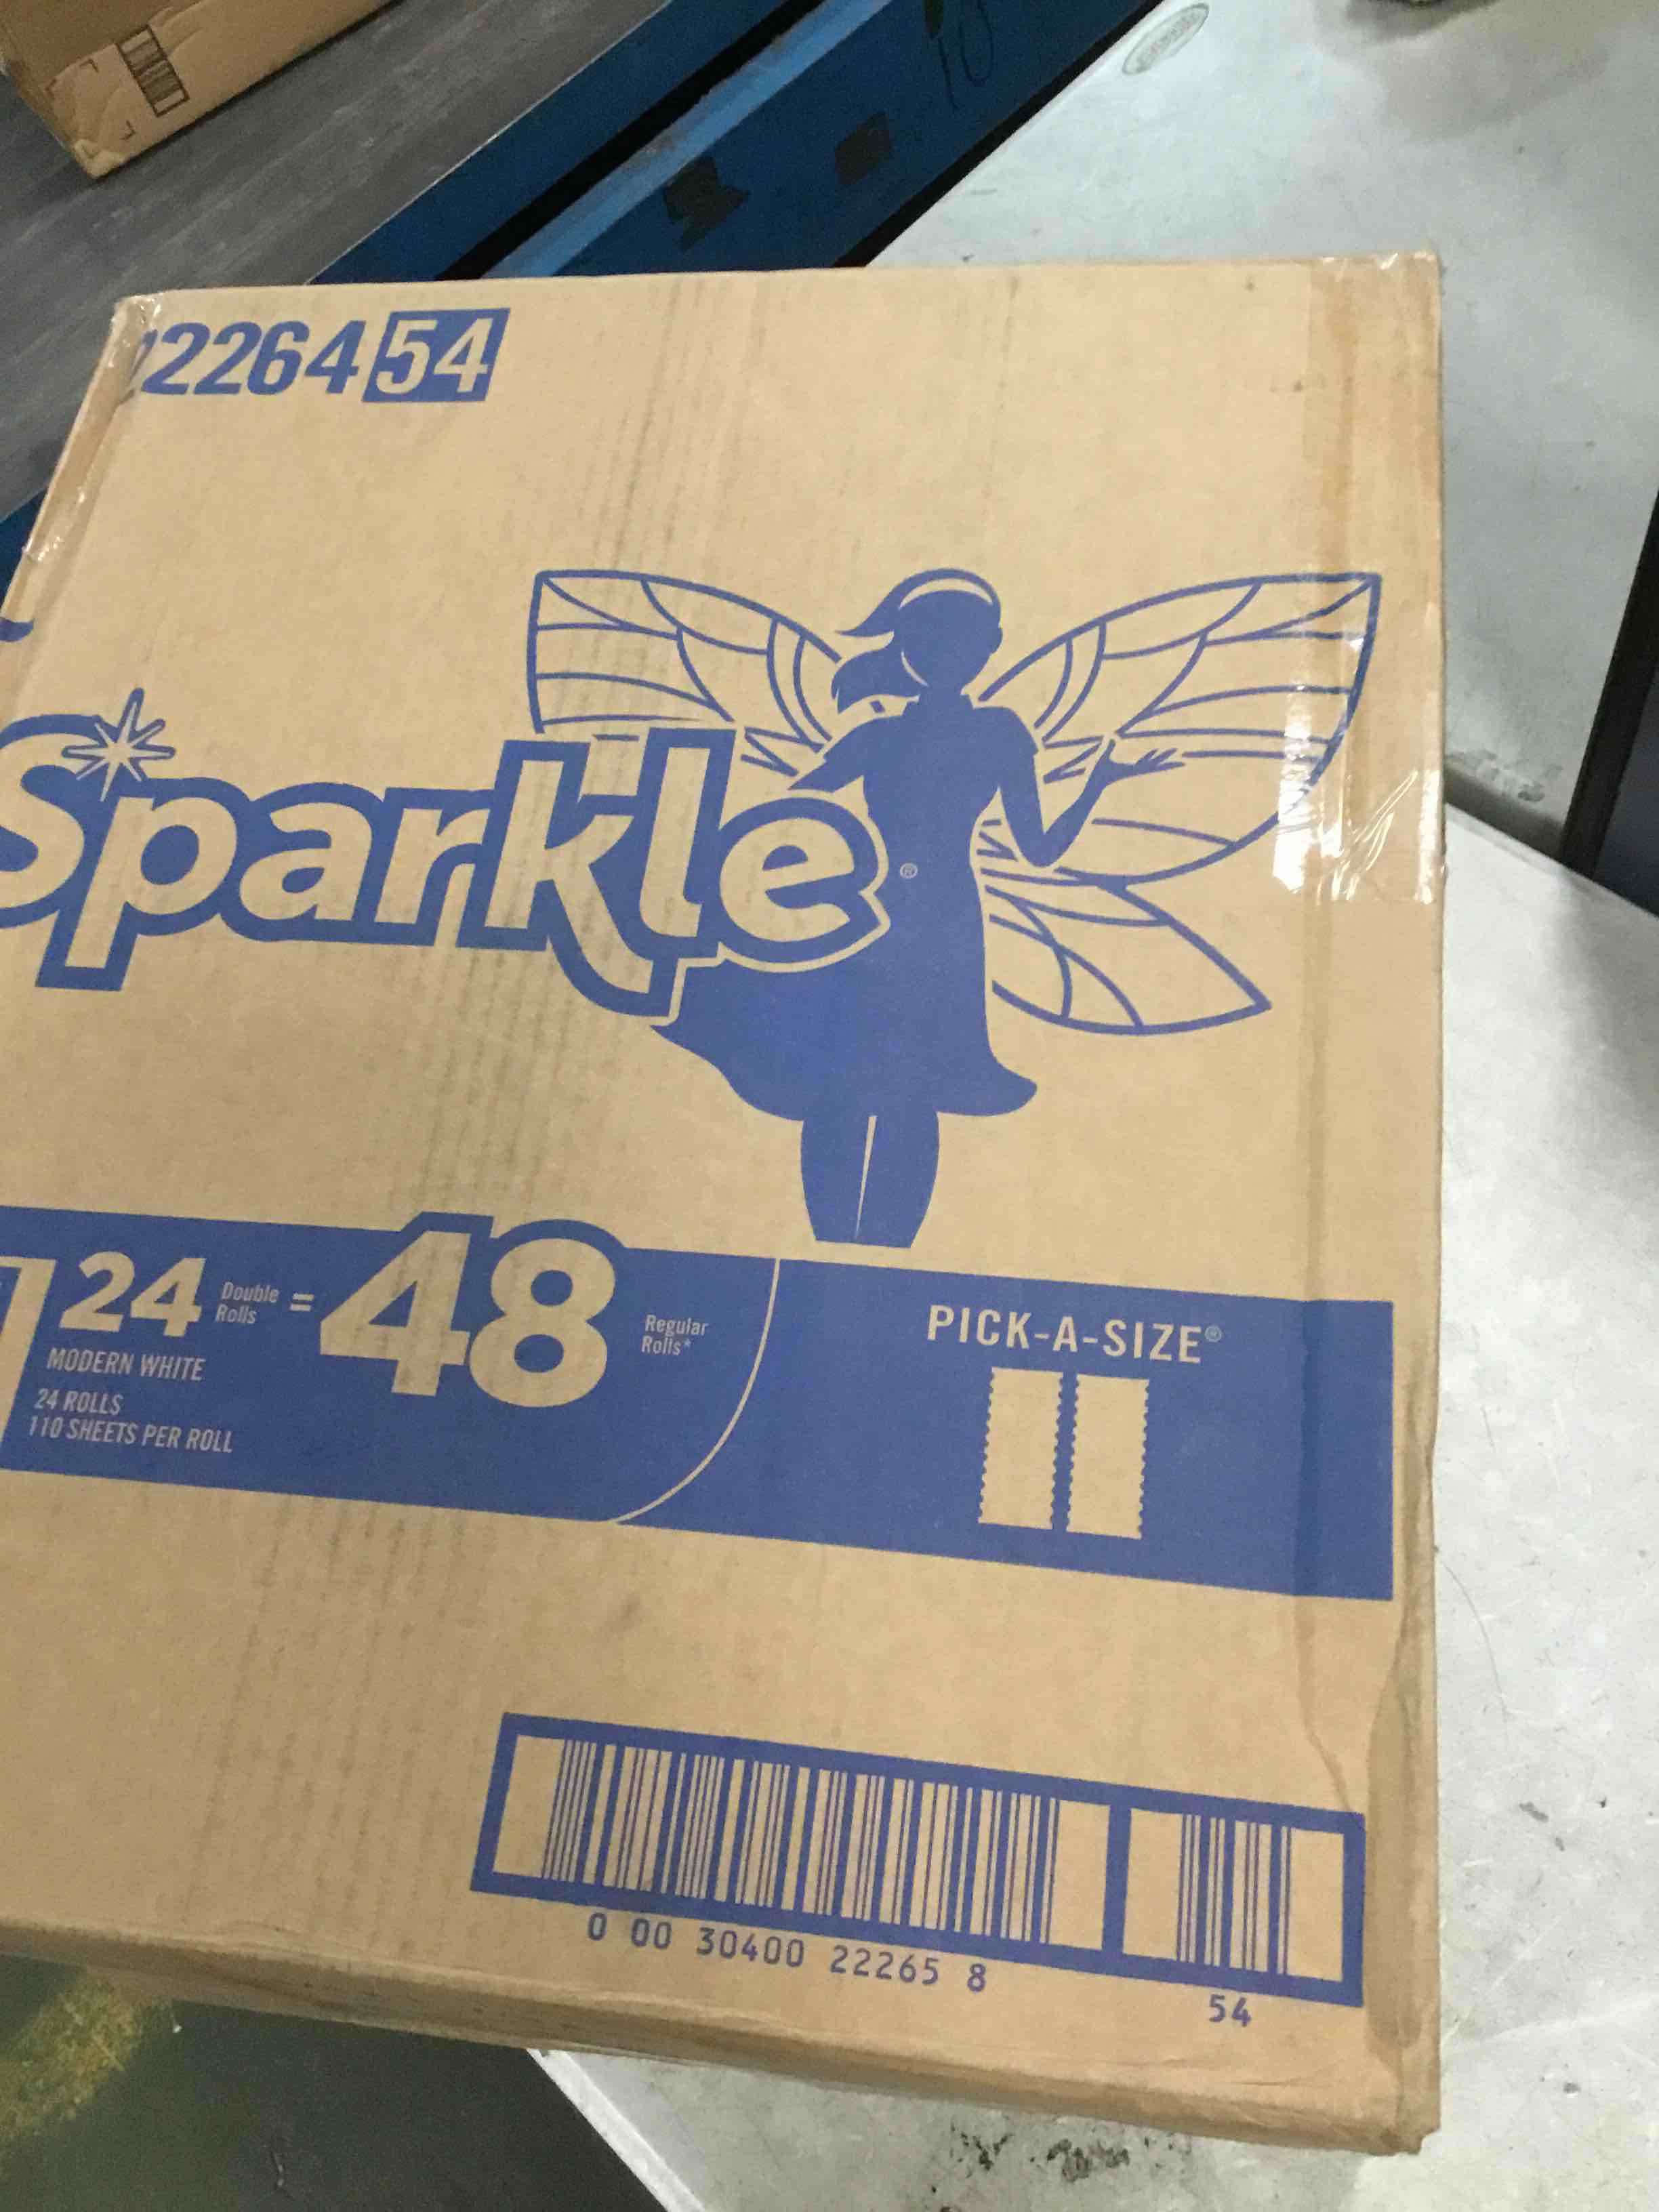 22264 54
Sparkle®
24 Double Rolls = 48 Regular Rolls*
MODERN WHITE
24 ROLLS
110 SHEETS PER ROLL
PICK-A-SIZE®
0 00 30400 22265 8
54